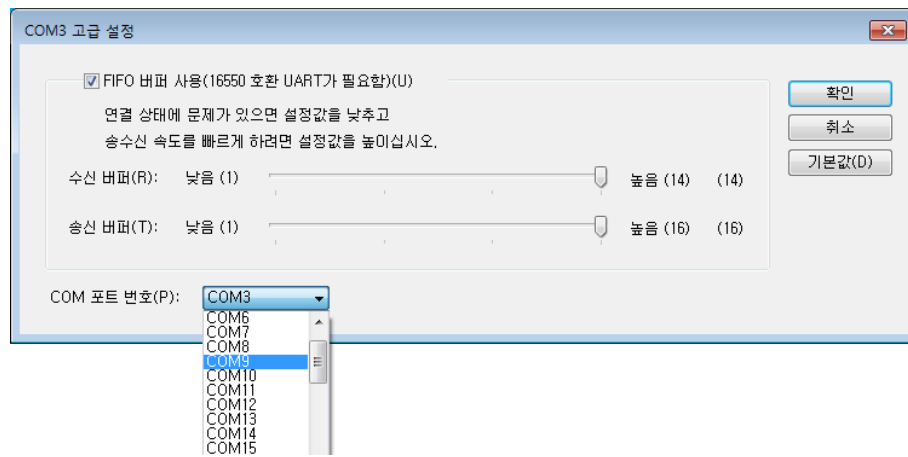 COM3 고급 설정
FIFO 버퍼 사용(16550 호환 UART가 필요함)(U)
연결 상태에 문제가 있으면 설정값을 낮추고
송수신 속도를 빠르게 하려면 설정값을 높이십시오.
수신 버퍼(R): 낮음 (1) 높음 (14) (14)
송신 버퍼(T): 낮음 (1) 높음 (16) (16)
확인
취소
기본값(D)
COM 포트 번호(P): COM3
COM6
COM7
COM8
COM9
COM10
COM11
COM12
COM13
COM14
COM15